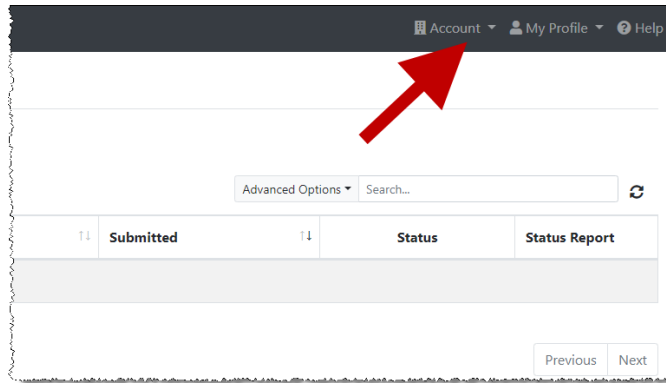 Account My Profile Help
Advanced Options Search...
Submitted Status Status Report
Previous Next